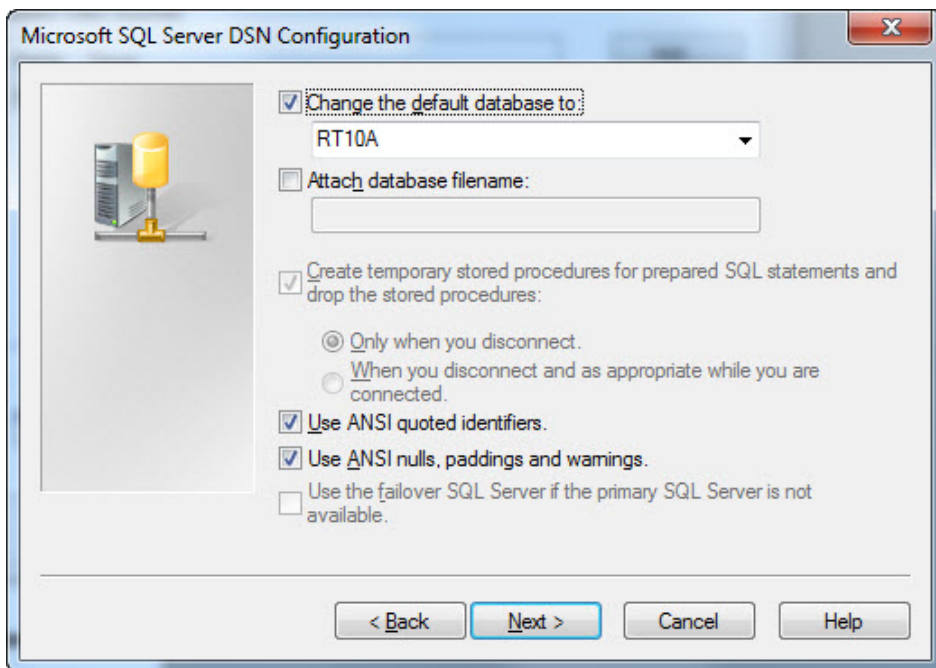 Microsoft SQL Server DSN Configuration
Change the default database to:
RT10A
Attach database filename:
Create temporary stored procedures for prepared SQL statements and
drop the stored procedures:
Only when you disconnect.
When you disconnect and as appropriate while you are
connected.
Use ANSI quoted identifiers.
Use ANSI nulls, paddings and warnings.
Use the failover SQL Server if the primary SQL Server is not
available.
< Back Next > Cancel Help